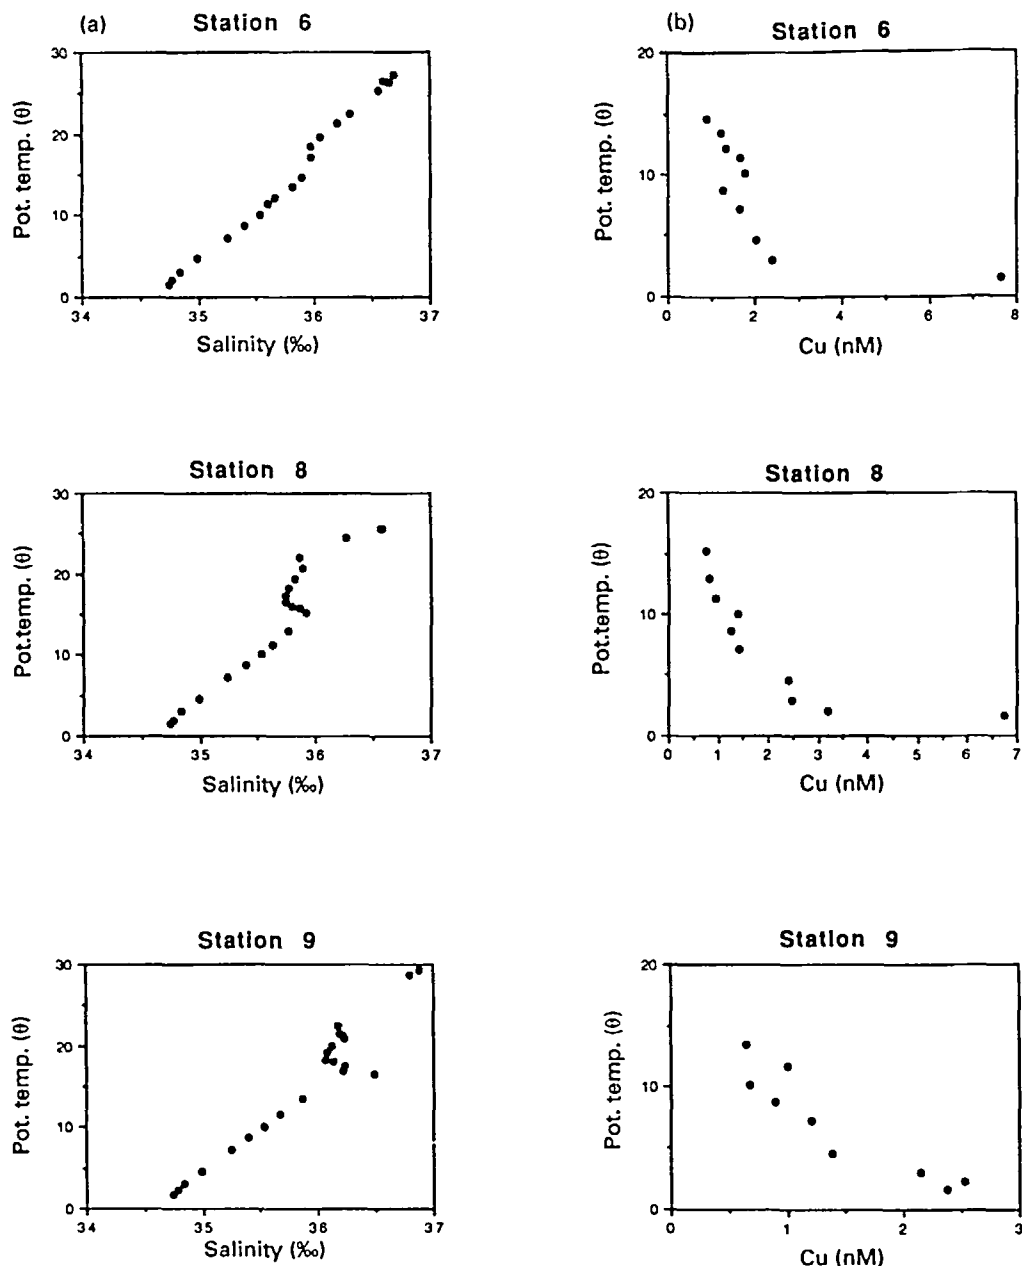 (a) Station 6
30
20
10
0
34 35 36 37
Pot. temp. (θ)
Salinity (‰)
(b) Station 6
20
10
0
0 2 4 6 8
Pot. temp. (θ)
Cu (nM)
Station 8
30
20
10
0
34 35 36 37
Pot.temp. (θ)
Salinity (‰)
Station 8
20
10
0
0 1 2 3 4 5 6 7
Pot.temp. (θ)
Cu (nM)
Station 9
30
20
10
0
34 35 36 37
Pot. temp. (θ)
Salinity (‰)
Station 9
20
10
0
0 1 2 3
Pot. temp. (θ)
Cu (nM)